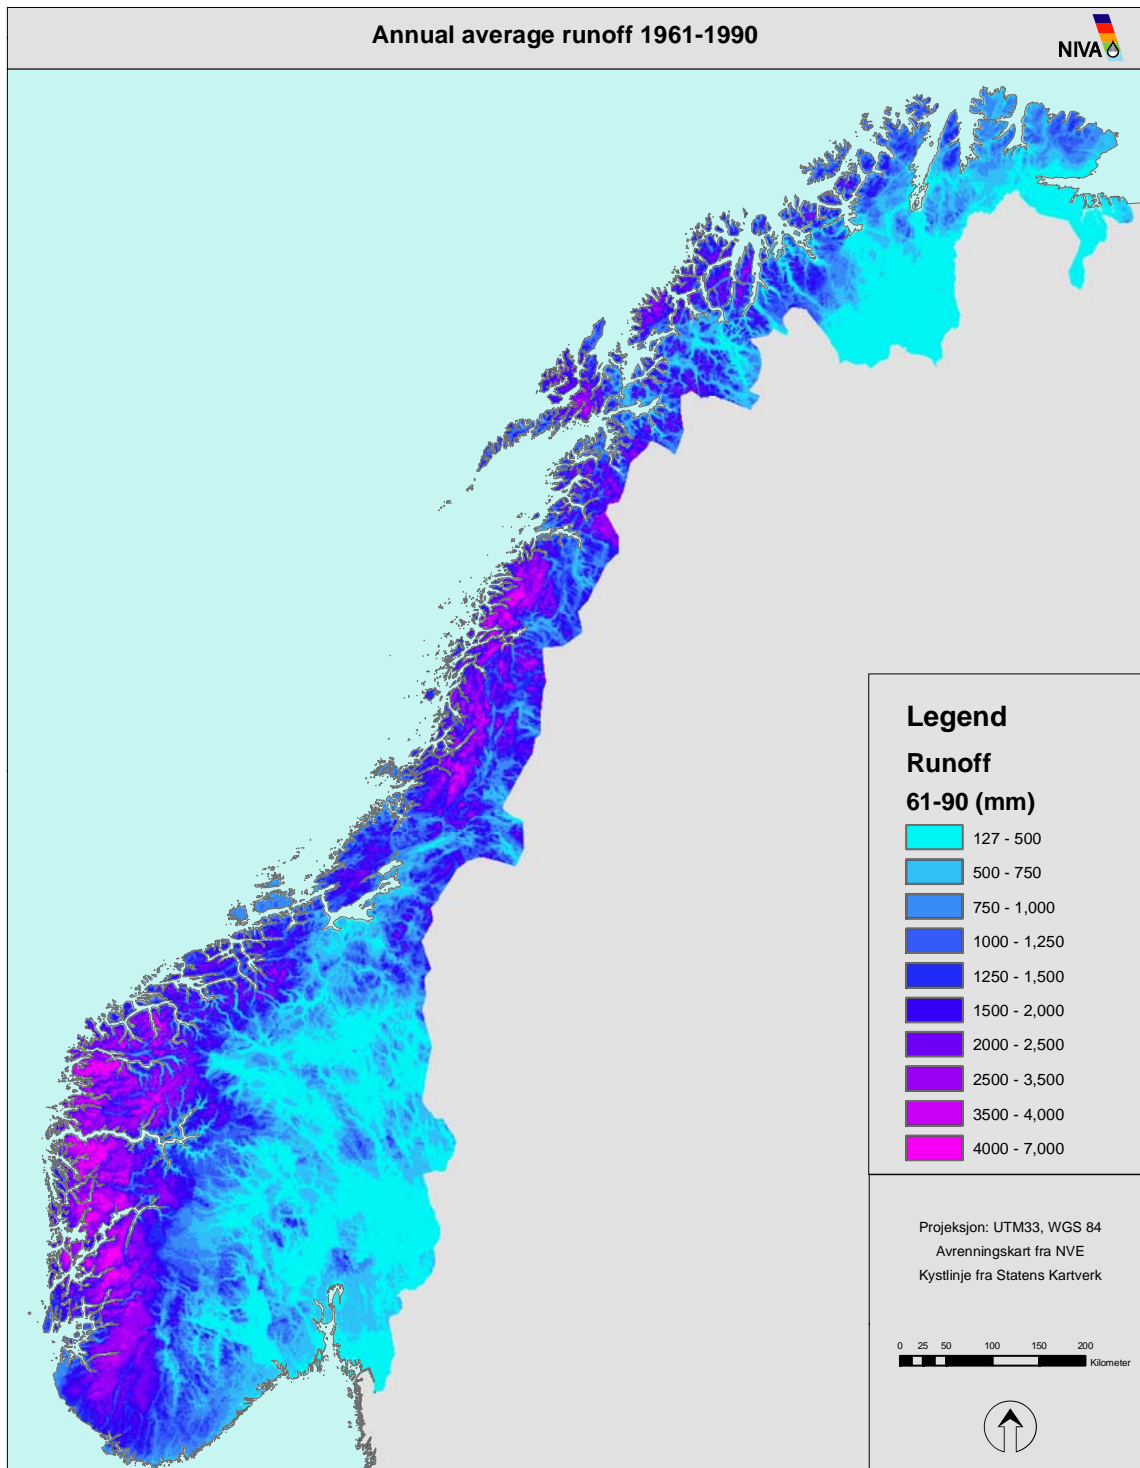 Annual average runoff 1961-1990
NIVA
Legend
Runoff
61-90 (mm)
127 - 500
500 - 750
750 - 1,000
1000 - 1,250
1250 - 1,500
1500 - 2,000
2000 - 2,500
2500 - 3,500
3500 - 4,000
4000 - 7,000
Projeksjon: UTM33, WGS 84
Avrenningskart fra NVE
Kystlinje fra Statens Kartverk
0 25 50 100 150 200
Kilometer